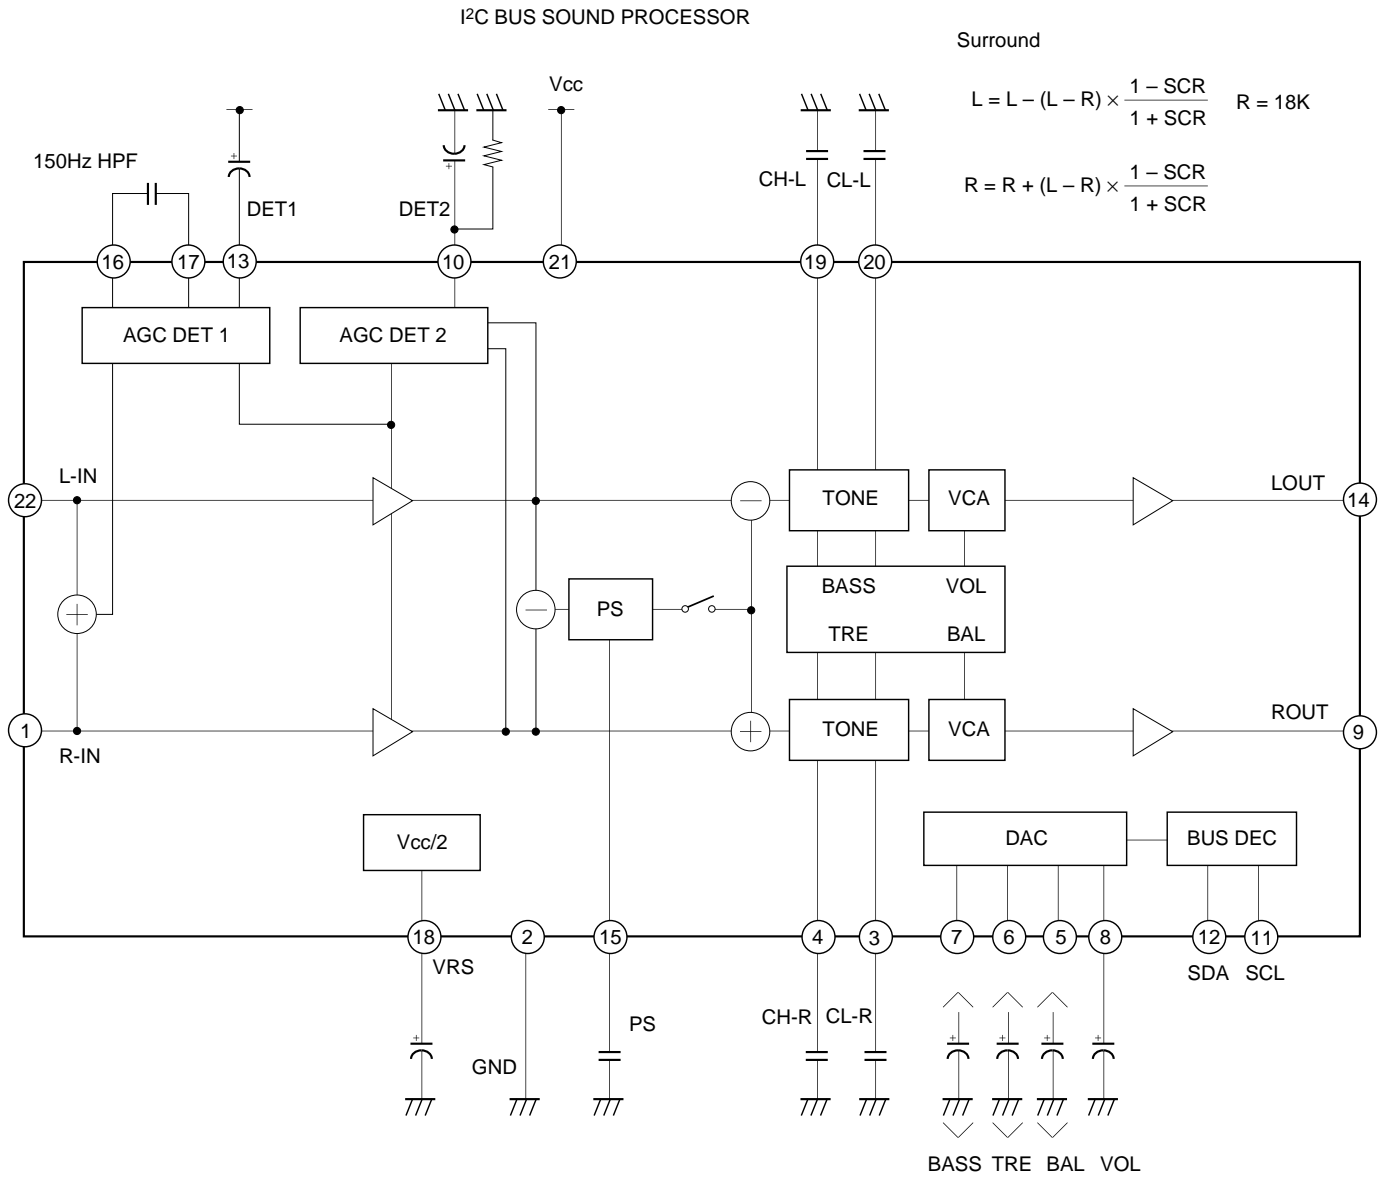 I²C BUS SOUND PROCESSOR
Surround
L = L – (L – R) × 1 – SCR / 1 + SCR R = 18K
R = R + (L – R) × 1 – SCR / 1 + SCR
Vcc
150Hz HPF
DET1
DET2
CH-L
CL-L
16 17 13 10 21 19 20
AGC DET 1
AGC DET 2
L-IN
22
TONE
VCA
LOUT
14
BASS
VOL
PS
TRE
BAL
1
R-IN
TONE
VCA
ROUT
9
Vcc/2
DAC
BUS DEC
18 2 15 4 3 7 6 5 8 12 11
VRS
SDA
SCL
PS
CH-R
CL-R
GND
BASS
TRE
BAL
VOL